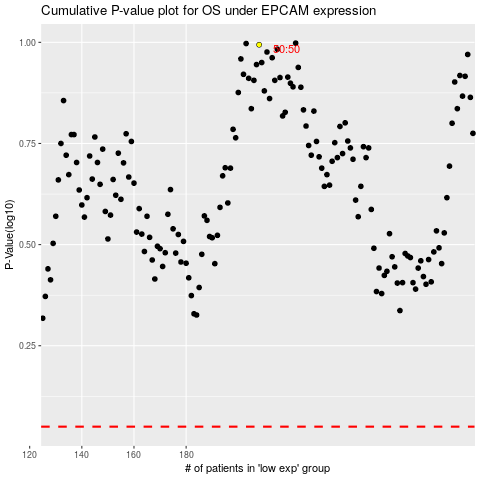 Cumulative P-value plot for OS under EPCAM expression
P-Value(log10)
1.00
0.75
0.50
0.25
50:50
120 140 160 180
# of patients in 'low exp' group